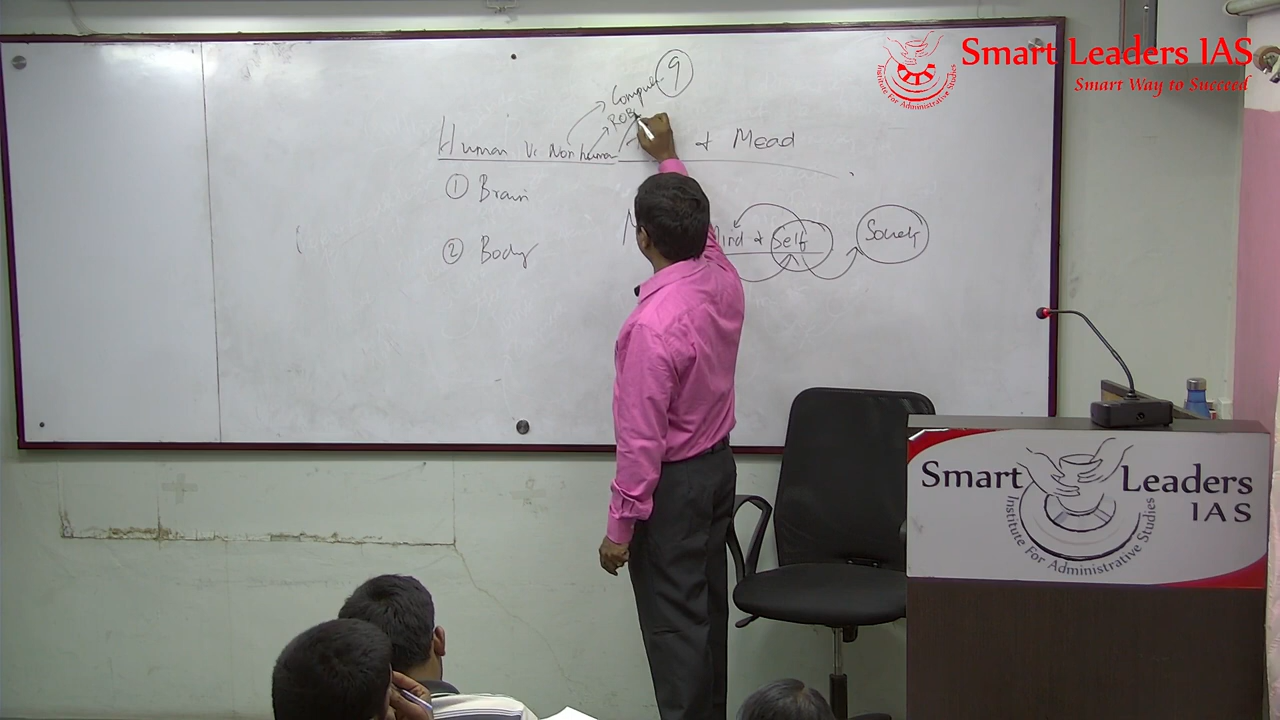 Smart Leaders IAS
Smart Way to Succeed
Institute For Administrative Studies
9
Human Vs Non human
& Mead
① Brain
② Body
Mind & Self
Society
Smart Leaders
IAS
Institute For Administrative Studies